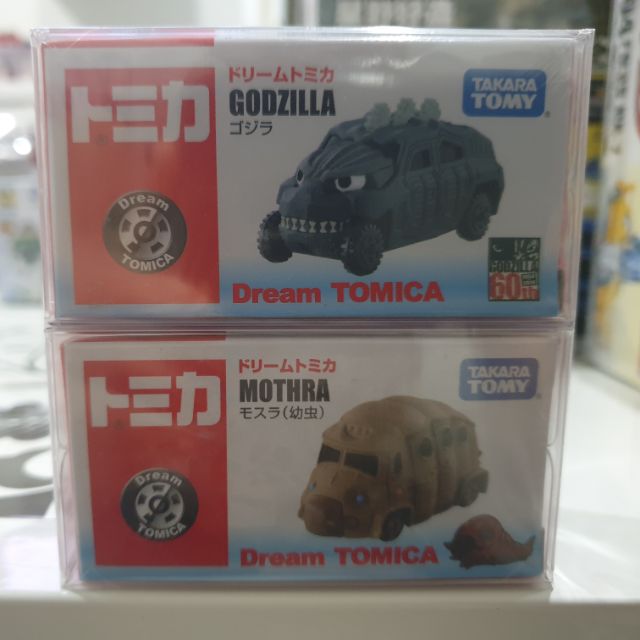 トミカ
ドリームトミカ
GODZILLA
ゴジラ
TAKARA
TOMY
Dream
TOMICA
Dream TOMICA
GODZILLA
60th
トミカ
ドリームトミカ
MOTHRA
モスラ(幼虫)
TAKARA
TOMY
Dream
TOMICA
Dream TOMICA